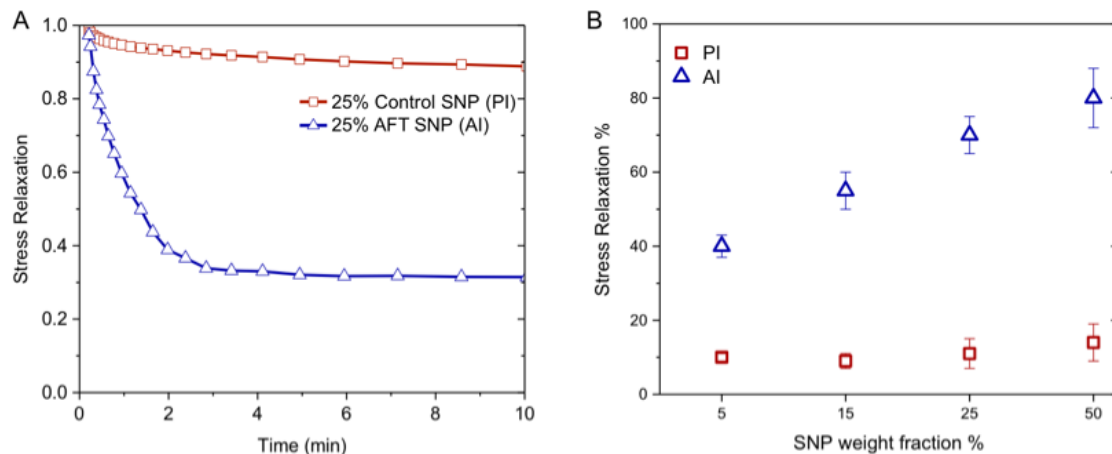 A
Stress Relaxation
1.0
0.8
0.6
0.4
0.2
0.0
25% Control SNP (PI)
25% AFT SNP (AI)
0 2 4 6 8 10
Time (min)
B
Stress Relaxation %
100
80
60
40
20
0
PI
AI
5 15 25 50
SNP weight fraction %